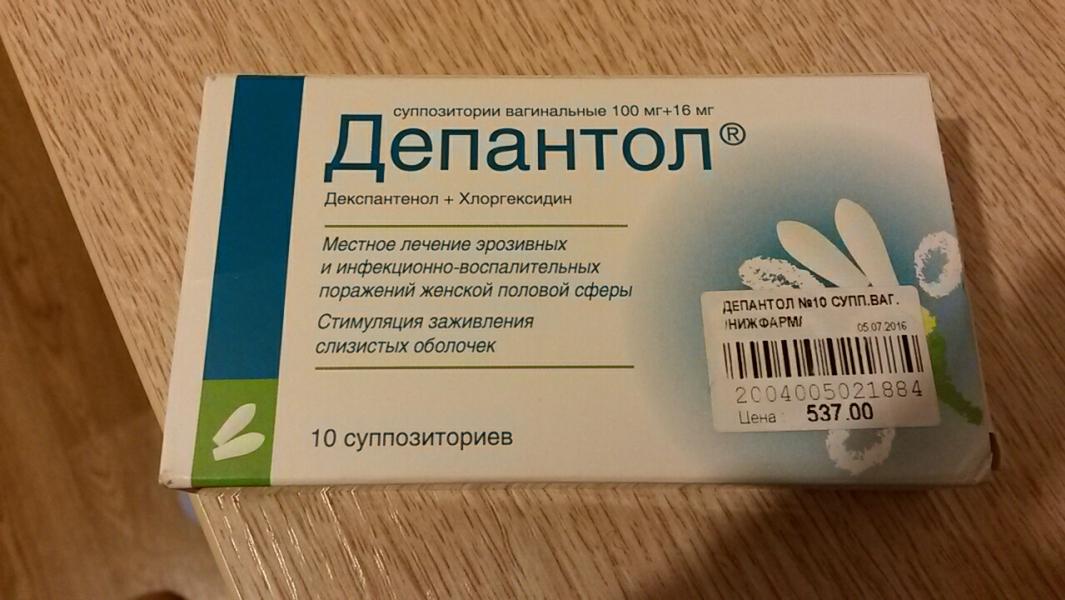 суппозитории вагинальные 100 мг+16 мг
Депантол®
Декспантенол + Хлоргексидин
Местное лечение эрозивных
и инфекционно-воспалительных
поражений женской половой сферы
Стимуляция заживления
слизистых оболочек
10 суппозиториев
ДЕПАНТОЛ №10 СУПП.ВАГ.
/НИЖФАРМ/ 05.07.2016
2004005021884
Цена : 537.00